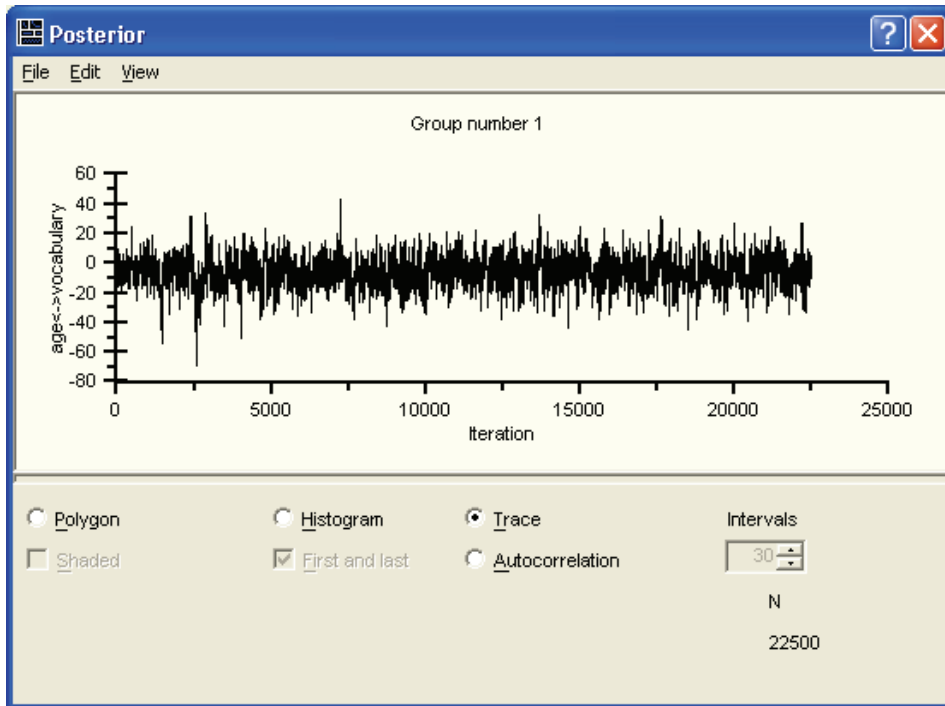 Posterior
File Edit View
Group number 1
60
40
20
0
-20
-40
-60
-80
age<->vocabulary
0 5000 10000 15000 20000 25000
Iteration
Polygon Histogram Trace Intervals
Shaded First and last Autocorrelation 30
N
22500